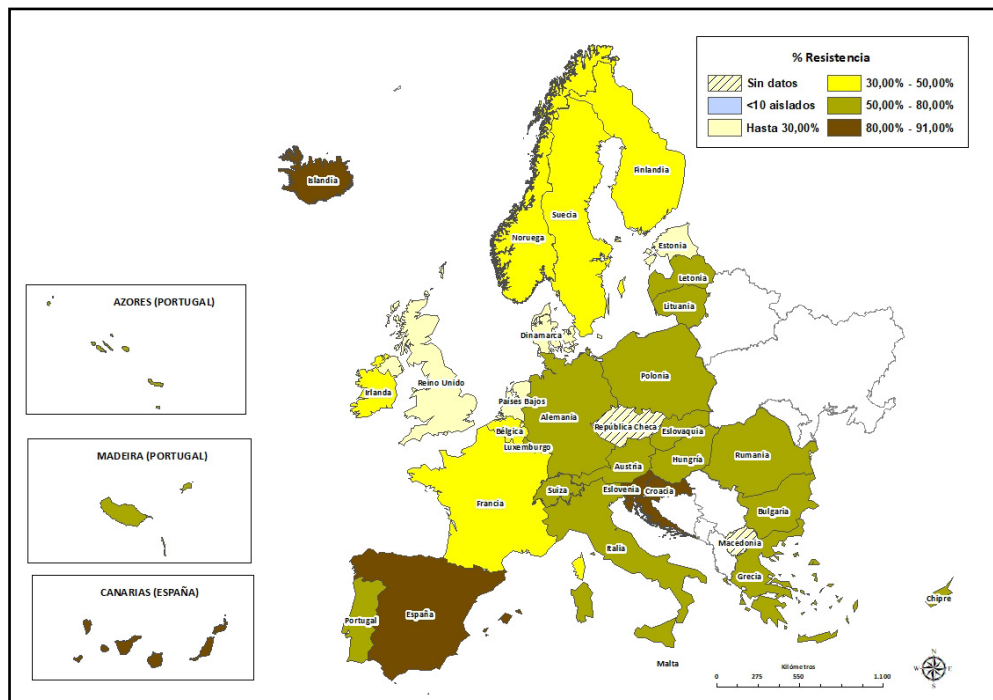 % Resistencia
Sin datos
30,00% - 50,00%
<10 aislados
50,00% - 80,00%
Hasta 30,00%
80,00% - 91,00%
Islandia
Finlandia
Suecia
Noruega
Estonia
Letonia
Lituania
AZORES (PORTUGAL)
Dinamarca
Reino Unido
Irlanda
Países Bajos
Polonia
Alemania
Bélgica
República Checa
Eslovaquia
Luxemburgo
MADEIRA (PORTUGAL)
Austria
Hungría
Rumanía
Suiza
Eslovenia
Croacia
Francia
Bulgaria
Italia
Macedonia
Grecia
CANARIAS (ESPAÑA)
Chipre
España
Portugal
Malta
Kilómetros
0 275 550 1.100
N
W E
S